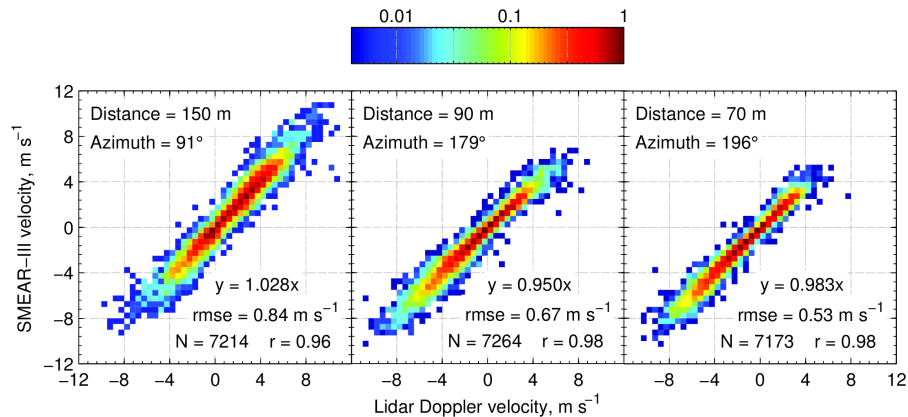 0.01 0.1 1
12 8 4 0 −4 −8 −12
SMEAR−III velocity, m s⁻¹
Distance = 150 m
Azimuth = 91°
y = 1.028x
rmse = 0.84 m s⁻¹
N = 7214 r = 0.96
Distance = 90 m
Azimuth = 179°
y = 0.950x
rmse = 0.67 m s⁻¹
N = 7264 r = 0.98
Distance = 70 m
Azimuth = 196°
y = 0.983x
rmse = 0.53 m s⁻¹
N = 7173 r = 0.98
−12 −8 −4 0 4 8 −8 −4 0 4 8 −8 −4 0 4 8 12
Lidar Doppler velocity, m s⁻¹